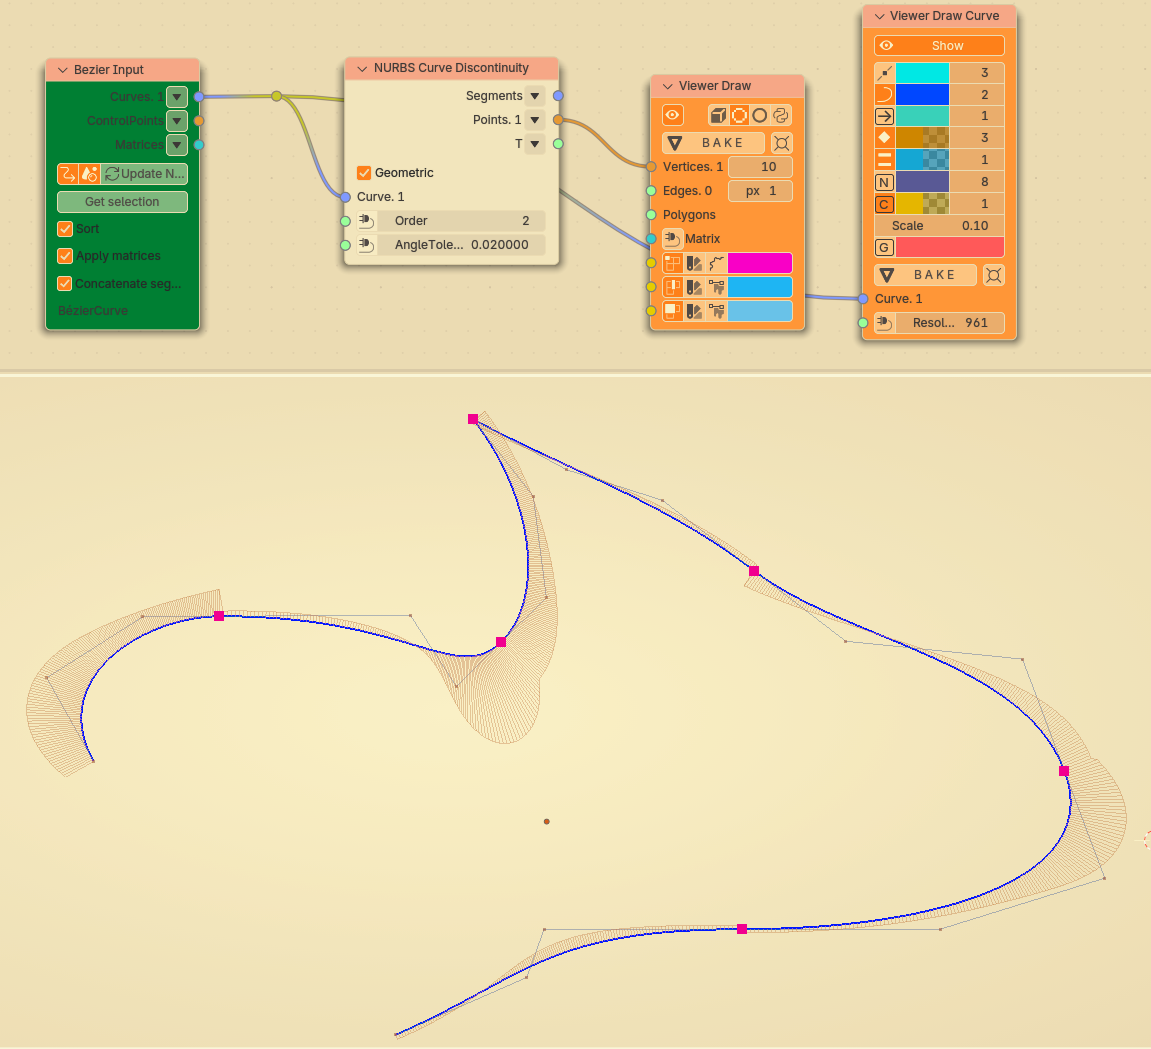 Bezier Input
Curves. 1
ControlPoints
Matrices
Update N...
Get selection
Sort
Apply matrices
Concatenate seg...
BézierCurve
NURBS Curve Discontinuity
Segments
Points. 1
T
Geometric
Curve. 1
Order 2
AngleTole... 0.020000
Viewer Draw
BAKE
Vertices. 1 10
Edges. 0 px 1
Polygons
Matrix
Viewer Draw Curve
Show
3
2
1
3
1
N 8
C 1
Scale 0.10
G
BAKE
Curve. 1
Resol... 961